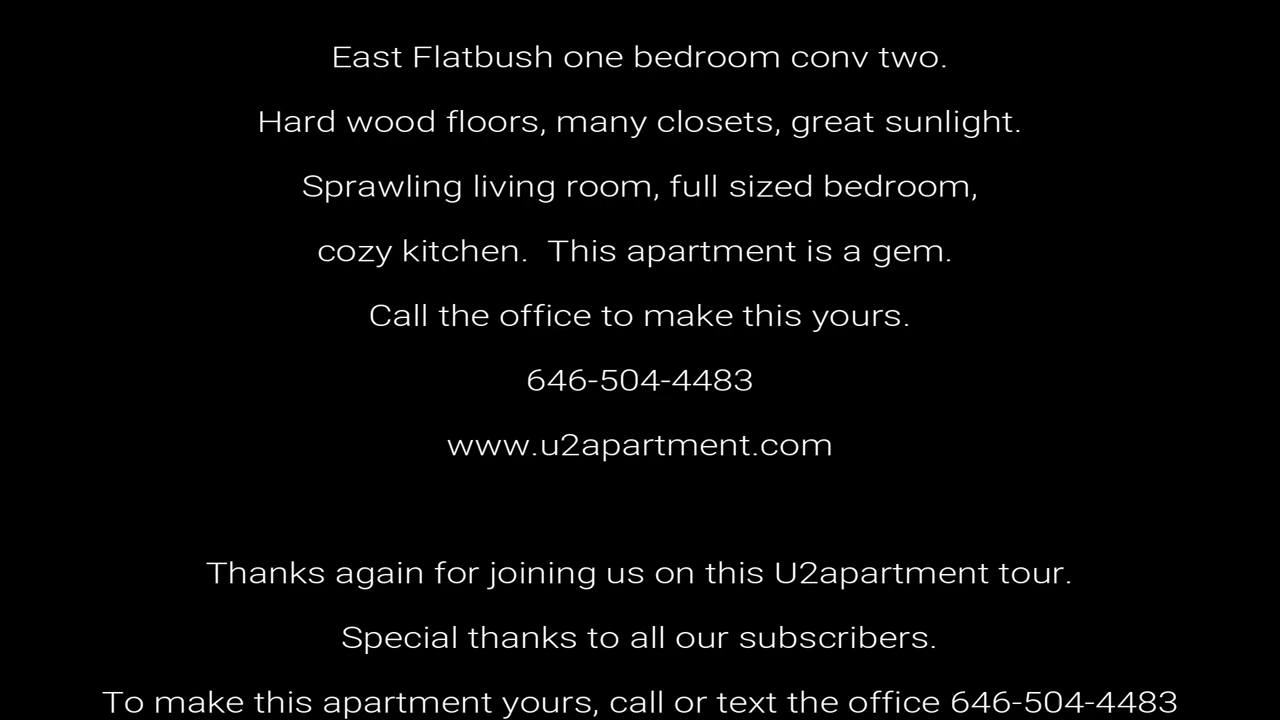 East Flatbush one bedroom conv two.
Hard wood floors, many closets, great sunlight.
Sprawling living room, full sized bedroom,
cozy kitchen.  This apartment is a gem.
Call the office to make this yours.
646-504-4483
www.u2apartment.com
Thanks again for joining us on this U2apartment tour.
Special thanks to all our subscribers.
To make this apartment yours, call or text the office 646-504-4483